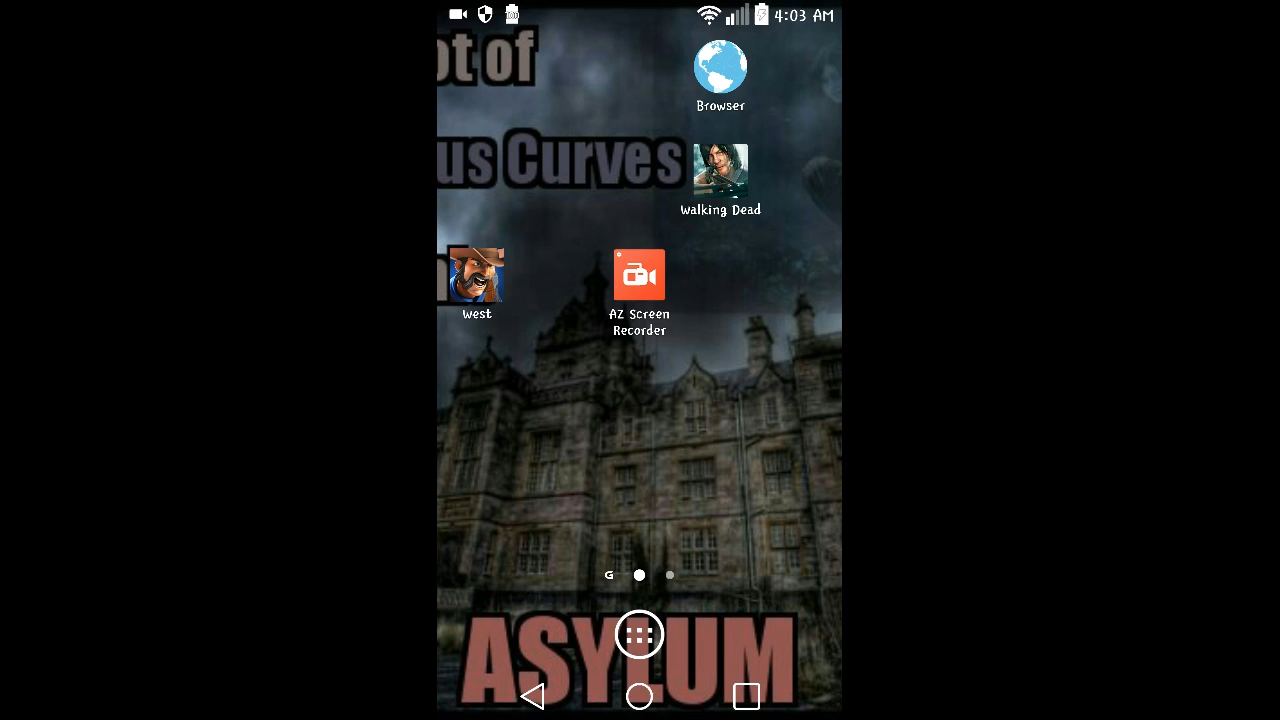 4:03 AM
ot of
Browser
us Curves
Walking Dead
West
AZ Screen
Recorder
G
ASYLUM